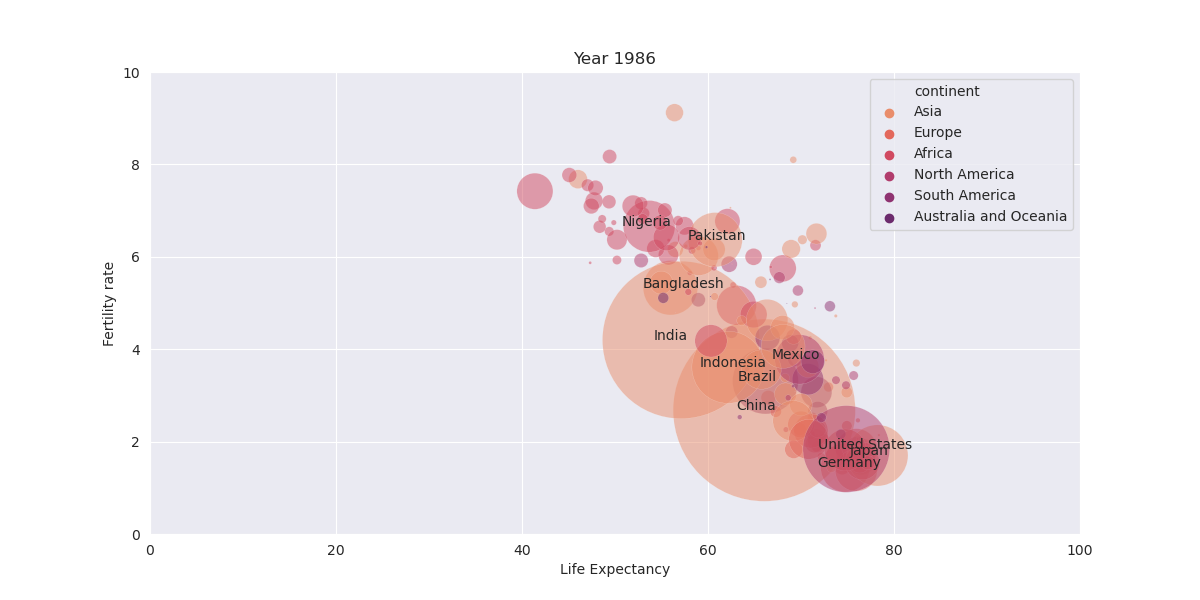 Year 1986
10
8
6
4
2
0
0
20
40
60
80
100
Life Expectancy
Fertility rate
continent
Asia
Europe
Africa
North America
South America
Australia and Oceania
Nigeria
Pakistan
Bangladesh
India
Mexico
Indonesia
Brazil
China
United States
Japan
Germany